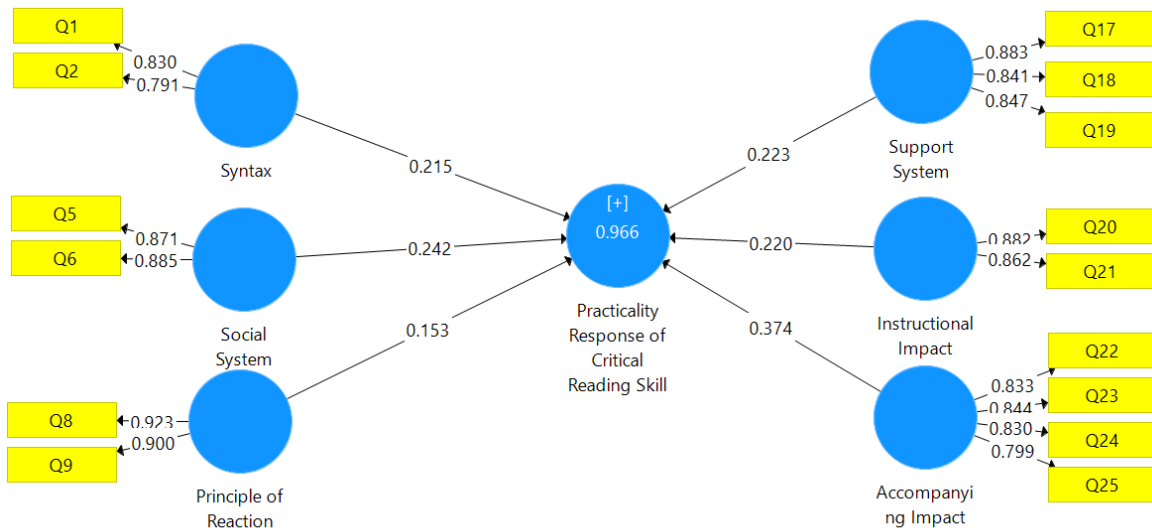 Q1
0.830
Q2
0.791
Syntax
0.215
Q5
0.871
Q6
0.885
Social
System
0.242
Q8
0.923
Q9
0.900
Principle of
Reaction
0.153
[+]
0.966
Practicality
Response of
Critical
Reading Skill
Q17
0.883
Q18
0.841
Q19
0.847
Support
System
0.223
Q20
0.882
Q21
0.862
Instructional
Impact
0.220
Q22
0.833
Q23
0.844
Q24
0.830
Q25
0.799
Accompanyi
ng Impact
0.374